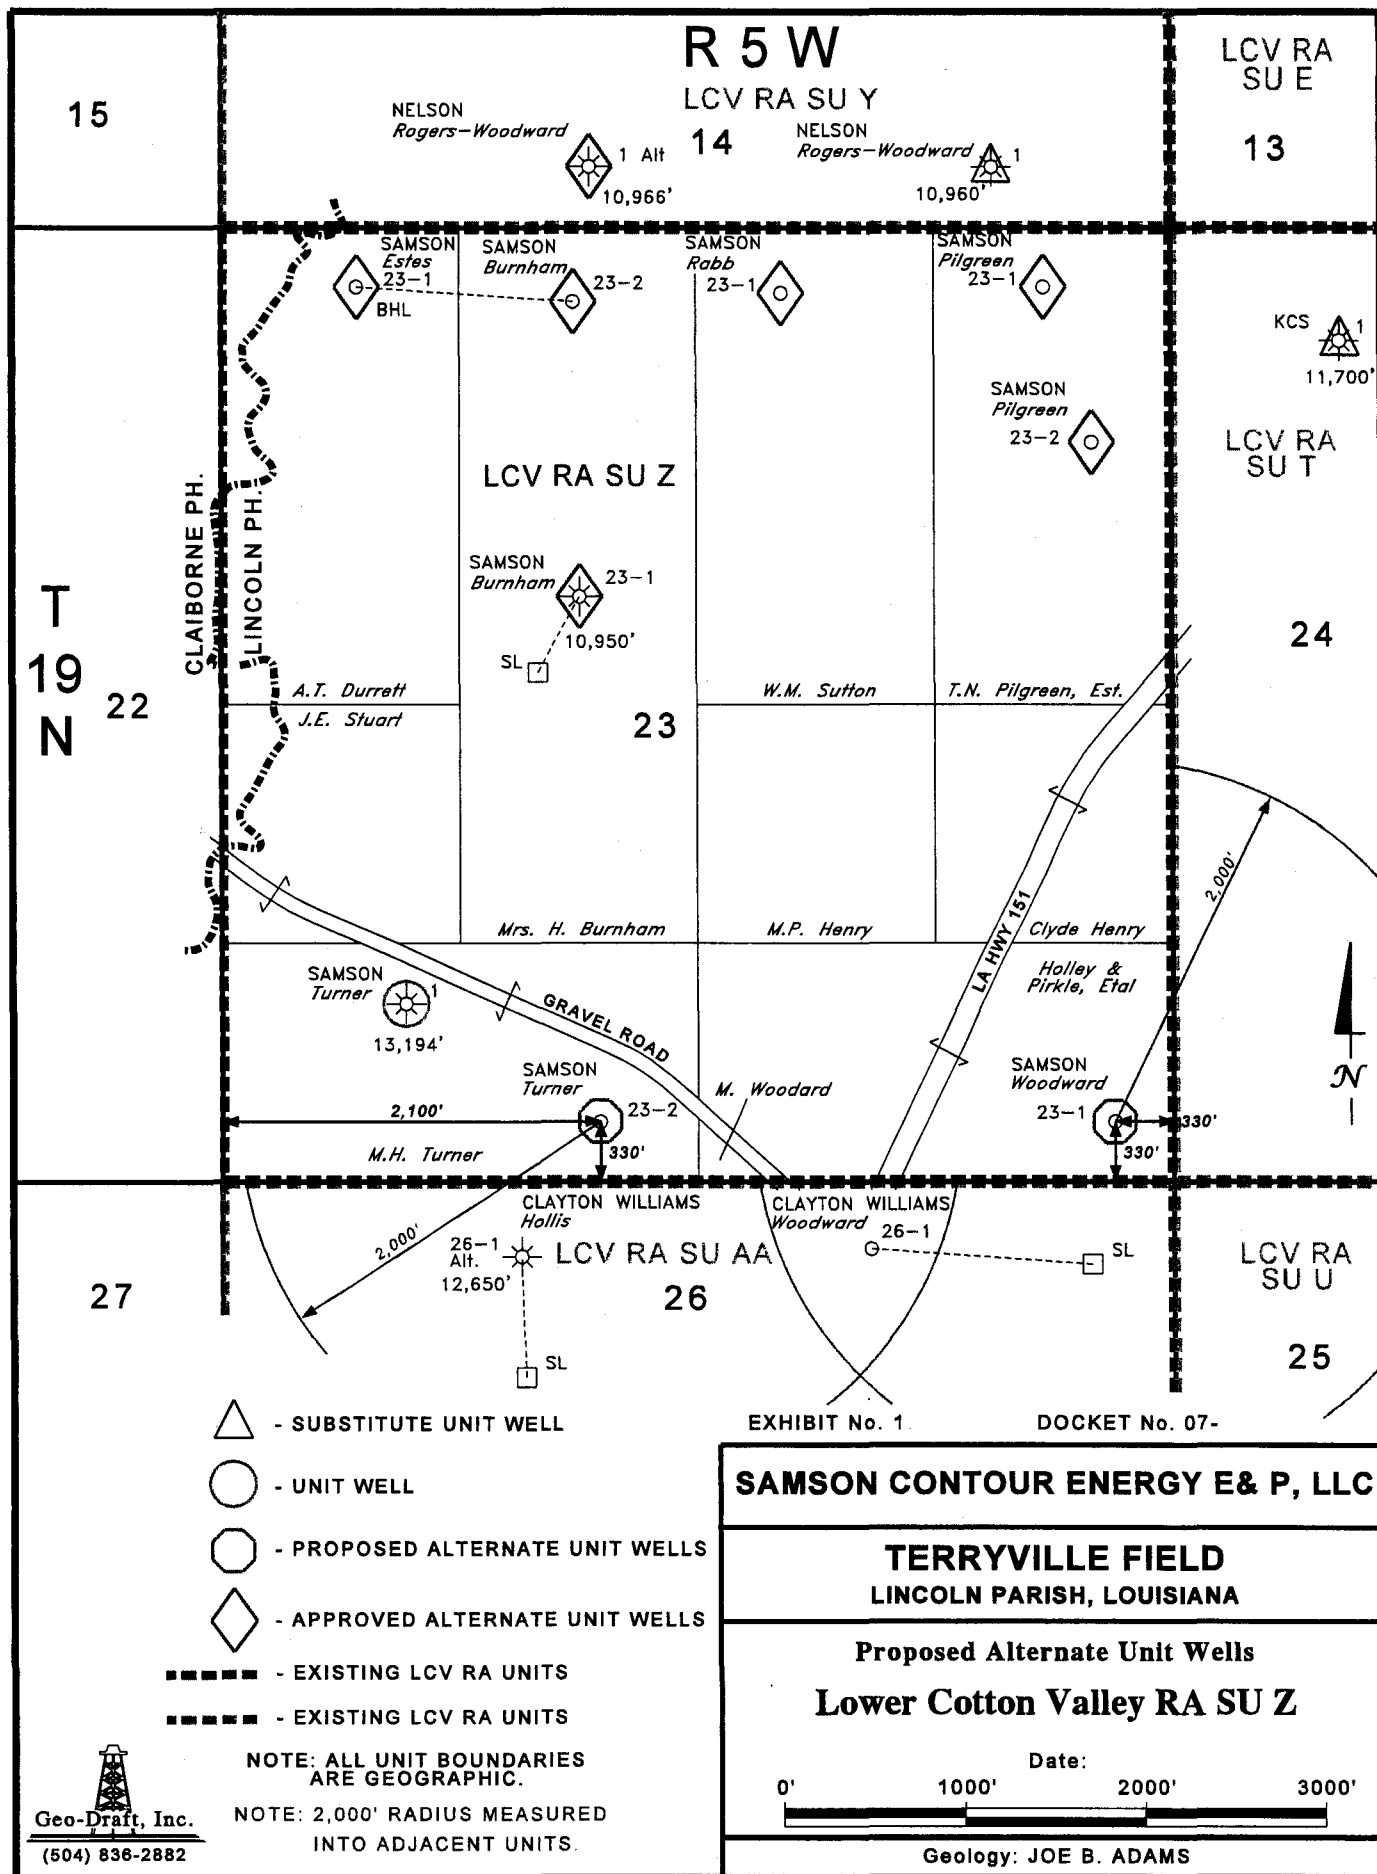 R 5 W
LCV RA SU Y
14
15
LCV RA
SU E
13
NELSON
Rogers-Woodward
1 Alt
10,966'
NELSON
Rogers-Woodward
1
10,960'
SAMSON
Estes
23-1
BHL
SAMSON
Burnham
23-2
SAMSON
Rabb
23-1
SAMSON
Pilgreen
23-1
KCS
1
11,700'
SAMSON
Pilgreen
23-2
LCV RA
SU T
LCV RA SU Z
CLAIBORNE PH.
LINCOLN PH.
SAMSON
Burnham
23-1
10,950'
SL
T
19
N
22
24
A.T. Durrett
J.E. Stuart
W.M. Sutton
T.N. Pilgreen, Est.
23
2,000'
LA HWY 151
Mrs. H. Burnham
M.P. Henry
Clyde Henry
Holley &
Pirkle, Etal
SAMSON
Turner
1
13,194'
GRAVEL ROAD
SAMSON
Turner
23-2
M. Woodard
SAMSON
Woodward
23-1
N
2,100'
330'
330'
330'
M.H. Turner
CLAYTON WILLIAMS
Hollis
26-1
Alt.
12,650'
SL
2,000'
LCV RA SU AA
26
CLAYTON WILLIAMS
Woodward
26-1
SL
27
LCV RA
SU U
25
- SUBSTITUTE UNIT WELL
- UNIT WELL
- PROPOSED ALTERNATE UNIT WELLS
- APPROVED ALTERNATE UNIT WELLS
- EXISTING LCV RA UNITS
- EXISTING LCV RA UNITS
NOTE: ALL UNIT BOUNDARIES
ARE GEOGRAPHIC.
NOTE: 2,000' RADIUS MEASURED
INTO ADJACENT UNITS.
Geo-Draft, Inc.
(504) 836-2882
EXHIBIT No. 1
DOCKET No. 07-
SAMSON CONTOUR ENERGY E& P, LLC
TERRYVILLE FIELD
LINCOLN PARISH, LOUISIANA
Proposed Alternate Unit Wells
Lower Cotton Valley RA SU Z
Date:
0' 1000' 2000' 3000'
Geology: JOE B. ADAMS